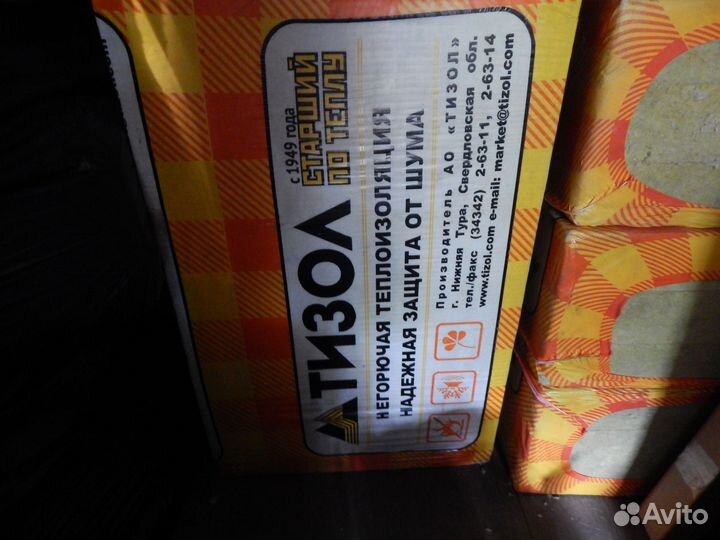 с 1949 года
СТАРШИЙ
ПО ТЕПЛУ
ТИЗОЛ
НЕГОРЮЧАЯ ТЕПЛОИЗОЛЯЦИЯ
НАДЕЖНАЯ ЗАЩИТА ОТ ШУМА
Производитель АО «ТИЗОЛ»
г. Нижняя Тура, Свердловская обл.
тел./факс (34342) 2-63-11, 2-63-14
www.tizol.com e-mail: market@tizol.com
Avito